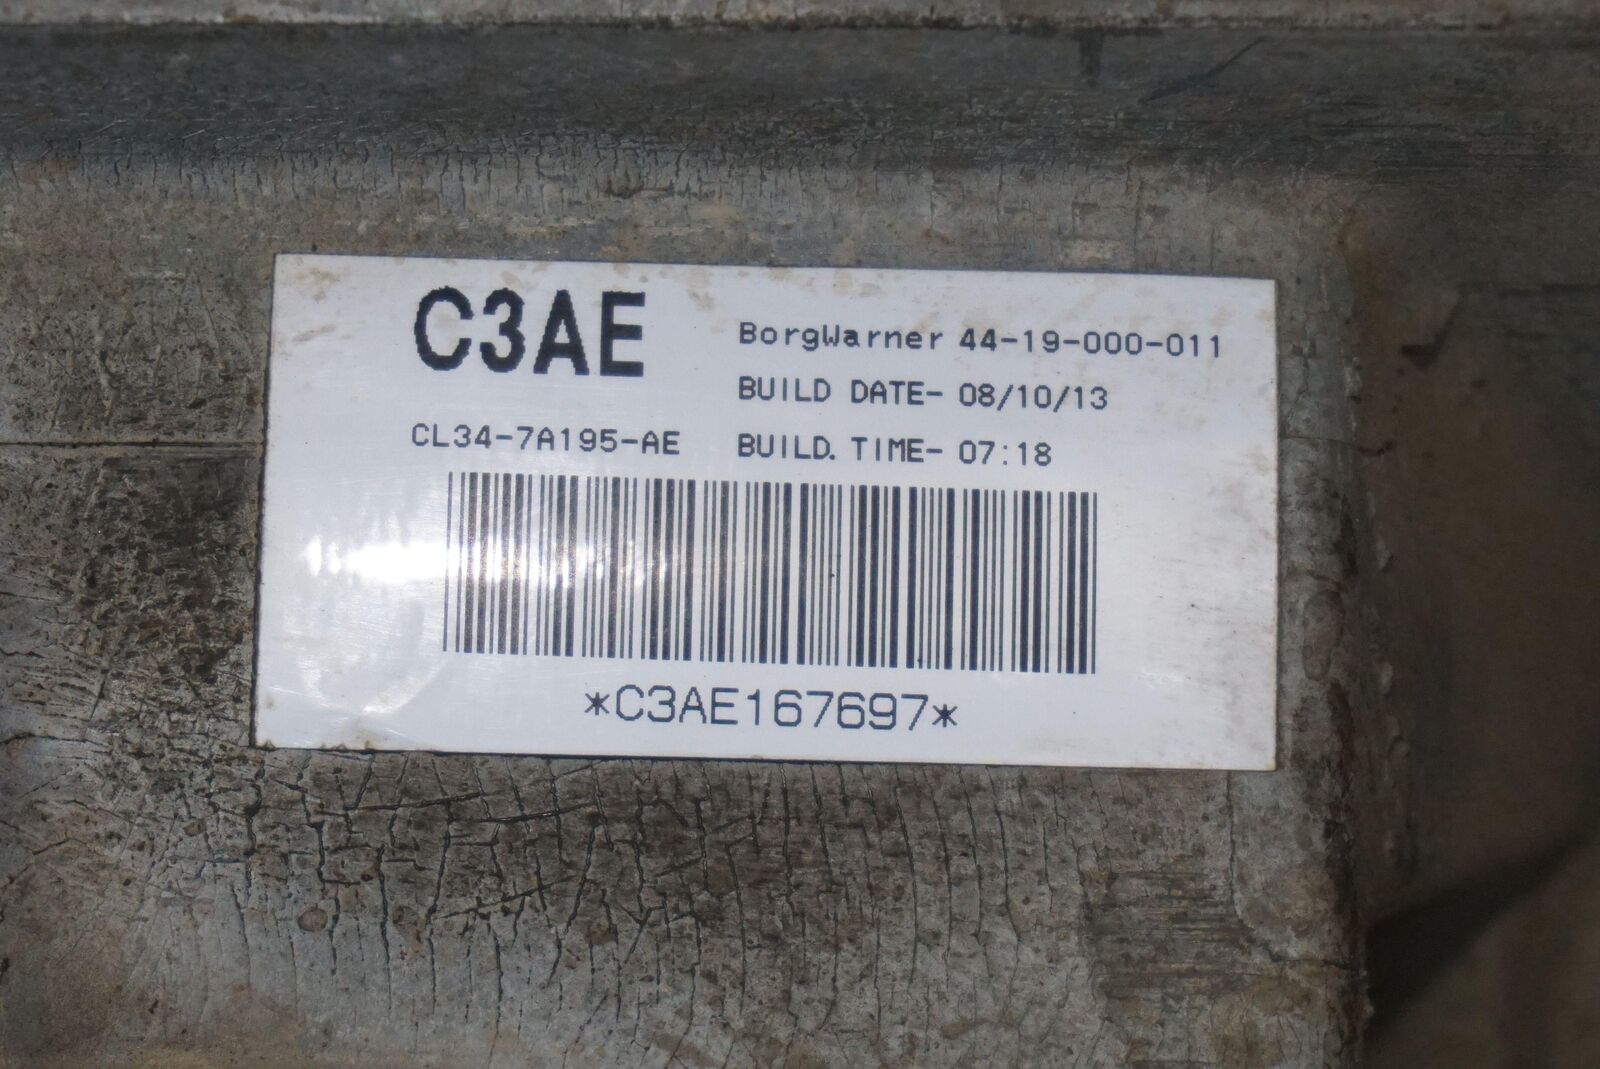 C3AE
BorgWarner 44-19-000-011
BUILD DATE- 08/10/13
CL34-7A195-AE
BUILD. TIME- 07:18
*C3AE167697*